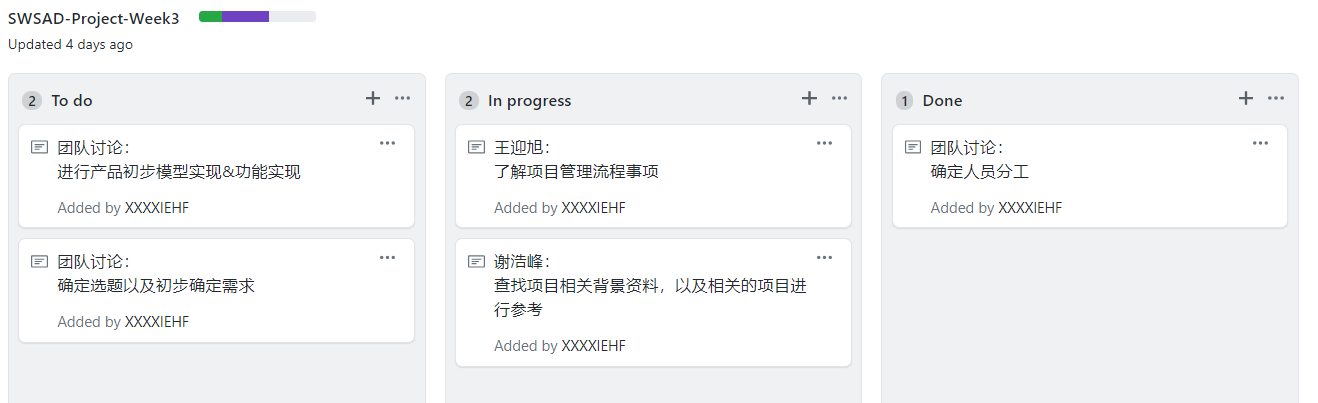 SWSAD-Project-Week3
Updated 4 days ago
2 To do
团队讨论：
进行产品初步模型实现&功能实现
Added by XXXXIEHF
团队讨论：
确定选题以及初步确定需求
Added by XXXXIEHF
2 In progress
王迎旭：
了解项目管理流程事项
Added by XXXXIEHF
谢浩峰：
查找项目相关背景资料，以及相关的项目进
行参考
Added by XXXXIEHF
1 Done
团队讨论：
确定人员分工
Added by XXXXIEHF